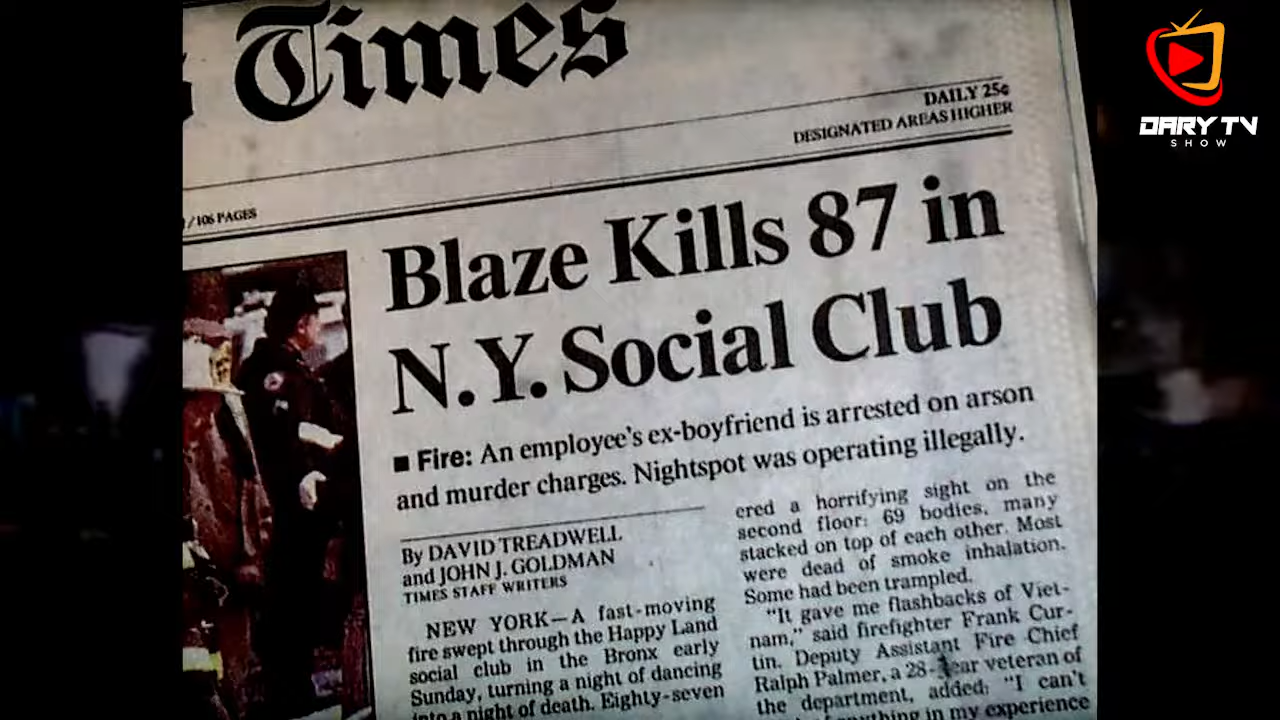 Times
DAILY 25¢
DESIGNATED AREAS HIGHER
/106 PAGES
Blaze Kills 87 in
N.Y. Social Club
■ Fire: An employee's ex-boyfriend is arrested on arson
and murder charges. Nightspot was operating illegally.
By DAVID TREADWELL
and JOHN J. GOLDMAN
TIMES STAFF WRITERS
NEW YORK—A fast-moving
fire swept through the Happy Land
social club in the Bronx early
Sunday, turning a night of dancing
into a night of death. Eighty-seven
ered a horrifying sight on the
second floor: 69 bodies, many
stacked on top of each other. Most
were dead of smoke inhalation.
Some had been trampled.
"It gave me flashbacks of Viet-
nam," said firefighter Frank Cur-
tin. Deputy Assistant Fire Chief
Ralph Palmer, a 28-year veteran of
the department, added: "I can't
anything in my experience
DARY TV
SHOW